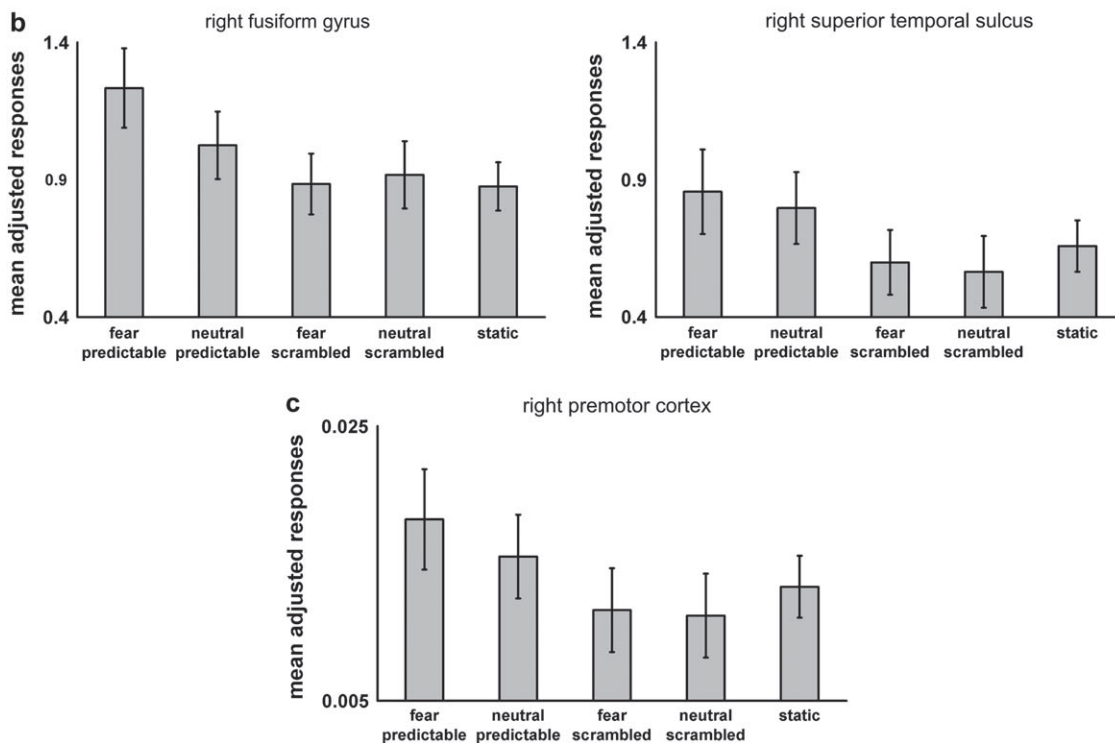 b
right fusiform gyrus
mean adjusted responses
1.4
0.9
0.4
fear predictable
neutral predictable
fear scrambled
neutral scrambled
static
right superior temporal sulcus
mean adjusted responses
1.4
0.9
0.4
fear predictable
neutral predictable
fear scrambled
neutral scrambled
static
c
right premotor cortex
mean adjusted responses
0.025
0.005
fear predictable
neutral predictable
fear scrambled
neutral scrambled
static